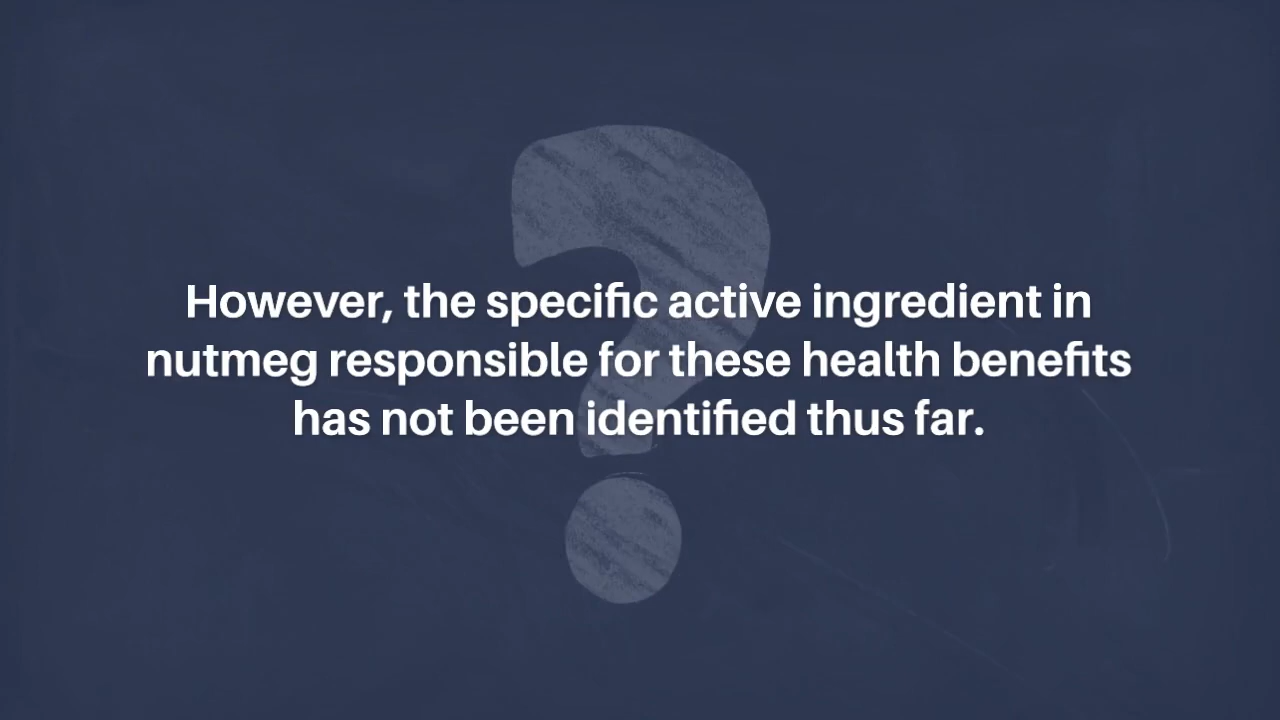 However, the specific active ingredient in
nutmeg responsible for these health benefits
has not been identified thus far.